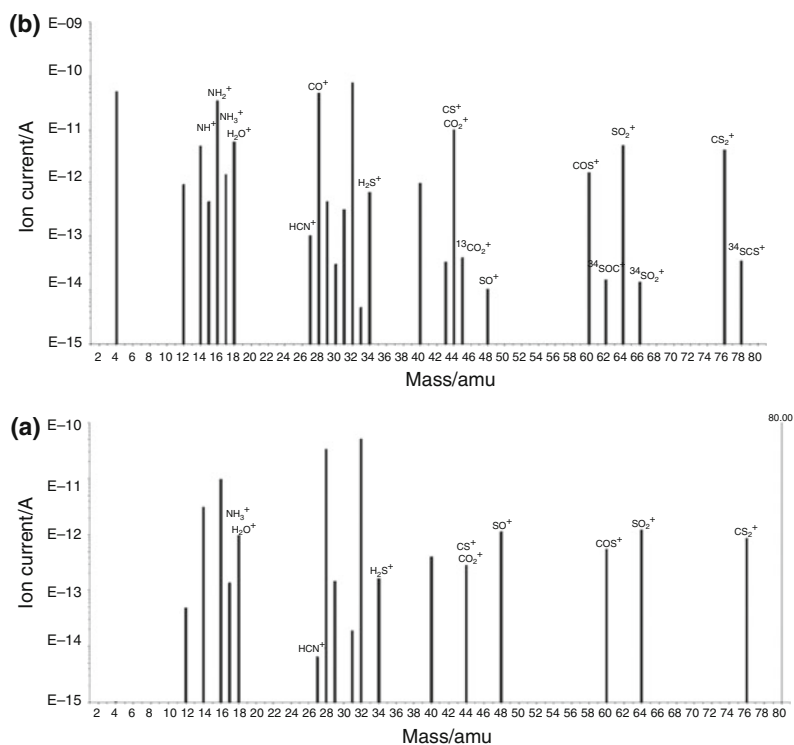 (b)
E–09
E–10
E–11
E–12
E–13
E–14
E–15
Ion current/A
NH⁺
NH₂⁺
NH₃⁺
H₂O⁺
HCN⁺
CO⁺
H₂S⁺
CS⁺
CO₂⁺
¹³CO₂⁺
SO⁺
COS⁺
³⁴SOC⁺
SO₂⁺
³⁴SO₂⁺
CS₂⁺
³⁴SCS⁺
2 4 6 8 10 12 14 16 18 20 22 24 26 28 30 32 34 36 38 40 42 44 46 48 50 52 54 56 58 60 62 64 66 68 70 72 74 76 78 80
Mass/amu
(a)
E–10
E–11
E–12
E–13
E–14
E–15
Ion current/A
80.00
NH₃⁺
H₂O⁺
HCN⁺
H₂S⁺
CS⁺
CO₂⁺
SO⁺
COS⁺
SO₂⁺
CS₂⁺
2 4 6 8 10 12 14 16 18 20 22 24 26 28 30 32 34 36 38 40 42 44 46 48 50 52 54 56 58 60 62 64 66 68 70 72 74 76 78 80
Mass/amu